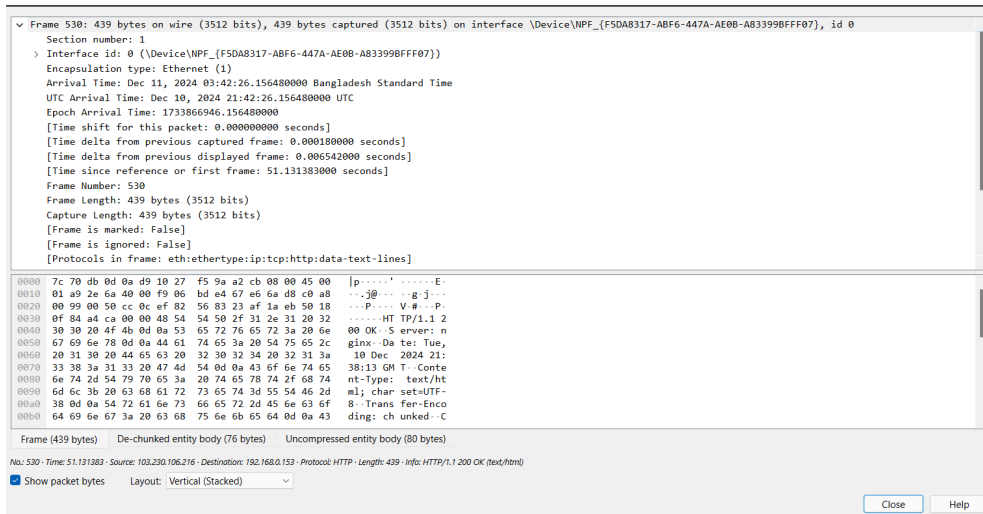 Frame 530: 439 bytes on wire (3512 bits), 439 bytes captured (3512 bits) on interface \Device\NPF_{F5DA8317-ABF6-447A-AE0B-A83399BFFF07}, id 0
Section number: 1
Interface id: 0 (\Device\NPF_{F5DA8317-ABF6-447A-AE0B-A83399BFFF07})
Encapsulation type: Ethernet (1)
Arrival Time: Dec 11, 2024 03:42:26.156480000 Bangladesh Standard Time
UTC Arrival Time: Dec 10, 2024 21:42:26.156480000 UTC
Epoch Arrival Time: 1733866946.156480000
[Time shift for this packet: 0.000000000 seconds]
[Time delta from previous captured frame: 0.000180000 seconds]
[Time delta from previous displayed frame: 0.006542000 seconds]
[Time since reference or first frame: 51.131383000 seconds]
Frame Number: 530
Frame Length: 439 bytes (3512 bits)
Capture Length: 439 bytes (3512 bits)
[Frame is marked: False]
[Frame is ignored: False]
[Protocols in frame: eth:ethertype:ip:tcp:http:data-text-lines]
0000 7c 70 db 0d 0a d9 10 27 f5 9a a2 cb 08 00 45 00 |p·····' ······E·
0010 01 a9 2e 6a 40 00 f9 06 bd e4 67 e6 6a d8 c0 a8 ··.j@··· ··g·j···
0020 00 99 00 50 cc 0c ef 82 56 83 23 af 1a eb 50 18 ···P···· V·#···P·
0030 0f 84 a4 ca 00 00 48 54 54 50 2f 31 2e 31 20 32 ······HT TP/1.1 2
0040 30 30 20 4f 4b 0d 0a 53 65 72 76 65 72 3a 20 6e 00 OK··S erver: n
0050 67 69 6e 78 0d 0a 44 61 74 65 3a 20 54 75 65 2c ginx··Da te: Tue,
0060 20 31 30 20 44 65 63 20 32 30 32 34 20 32 31 3a 10 Dec 2024 21:
0070 33 38 3a 31 33 20 47 4d 54 0d 0a 43 6f 6e 74 65 38:13 GM T··Conte
0080 6e 74 2d 54 79 70 65 3a 20 74 65 78 74 2f 68 74 nt-Type: text/ht
0090 6d 6c 3b 20 63 68 61 72 73 65 74 3d 55 54 46 2d ml; char set=UTF-
00a0 38 0d 0a 54 72 61 6e 73 66 65 72 2d 45 6e 63 6f 8··Trans fer-Enco
00b0 64 69 6e 67 3a 20 63 68 75 6e 6b 65 64 0d 0a 43 ding: ch unked··C
Frame (439 bytes) De-chunked entity body (76 bytes) Uncompressed entity body (80 bytes)
No.: 530 · Time: 51.131383 · Source: 103.230.106.216 · Destination: 192.168.0.153 · Protocol: HTTP · Length: 439 · Info: HTTP/1.1 200 OK (text/html)
Show packet bytes Layout: Vertical (Stacked)
Close Help